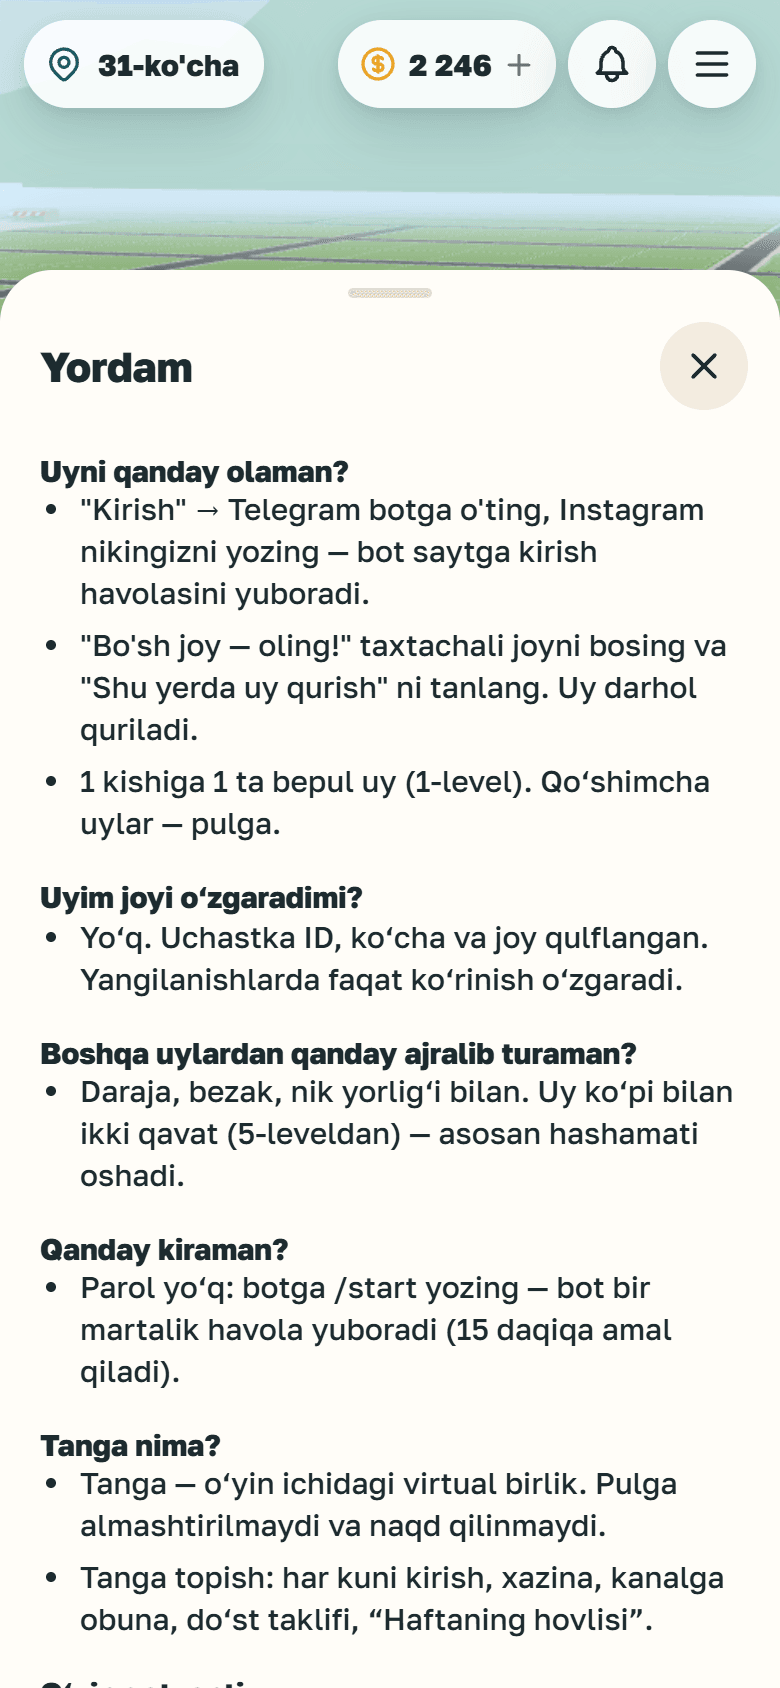 31-ko'cha
2 246
Yordam
Uyni qanday olaman?
"Kirish" → Telegram botga o'ting, Instagram
nikingizni yozing — bot saytga kirish
havolasini yuboradi.
"Bo'sh joy — oling!" taxtachali joyni bosing va
"Shu yerda uy qurish" ni tanlang. Uy darhol
quriladi.
1 kishiga 1 ta bepul uy (1-level). Qo‘shimcha
uylar — pulga.
Uyim joyi o‘zgaradimi?
Yo‘q. Uchastka ID, ko‘cha va joy qulflangan.
Yangilanishlarda faqat ko‘rinish o‘zgaradi.
Boshqa uylardan qanday ajralib turaman?
Daraja, bezak, nik yorlig‘i bilan. Uy ko‘pi bilan
ikki qavat (5-leveldan) — asosan hashamati
oshadi.
Qanday kiraman?
Parol yo‘q: botga /start yozing — bot bir
martalik havola yuboradi (15 daqiqa amal
qiladi).
Tanga nima?
Tanga — o‘yin ichidagi virtual birlik. Pulga
almashtirilmaydi va naqd qilinmaydi.
Tanga topish: har kuni kirish, xazina, kanalga
obuna, do‘st taklifi, “Haftaning hovlisi”.